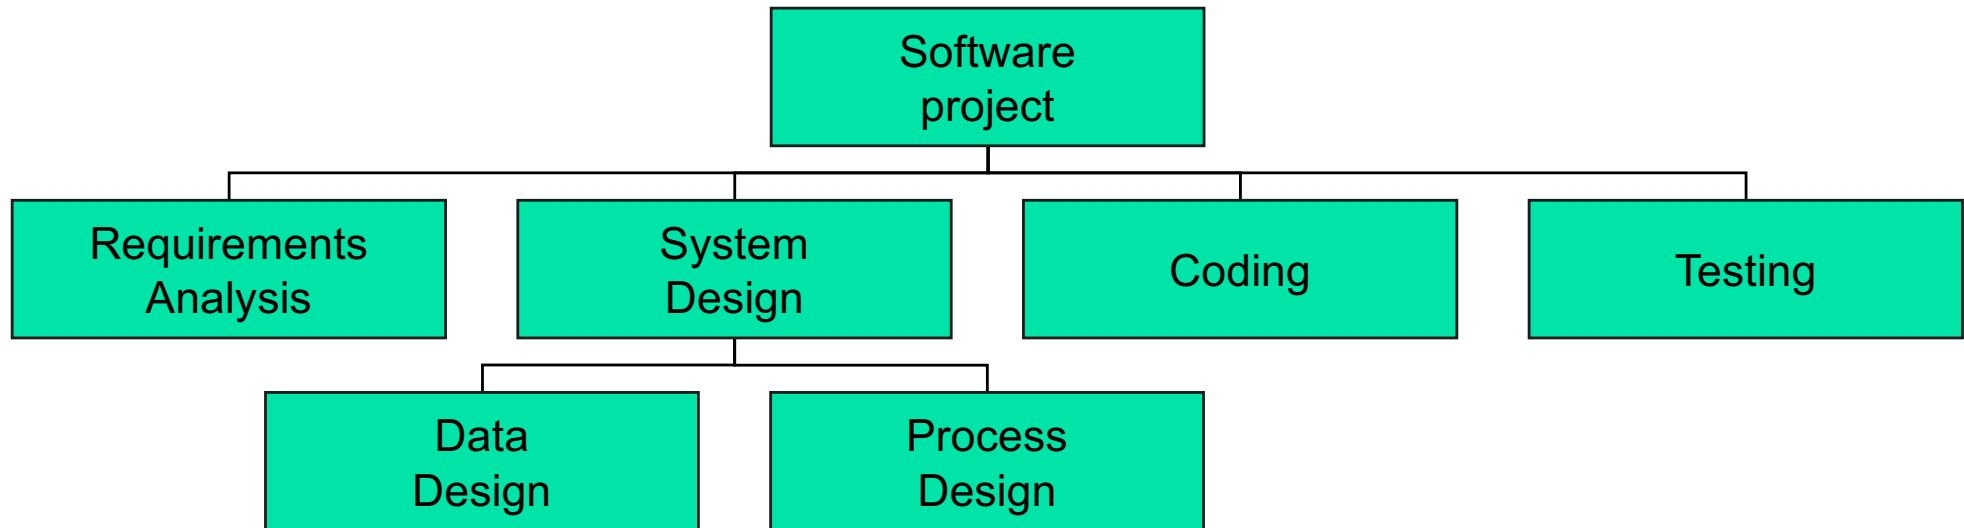 Software
project
Requirements
Analysis
System
Design
Coding
Testing
Data
Design
Process
Design